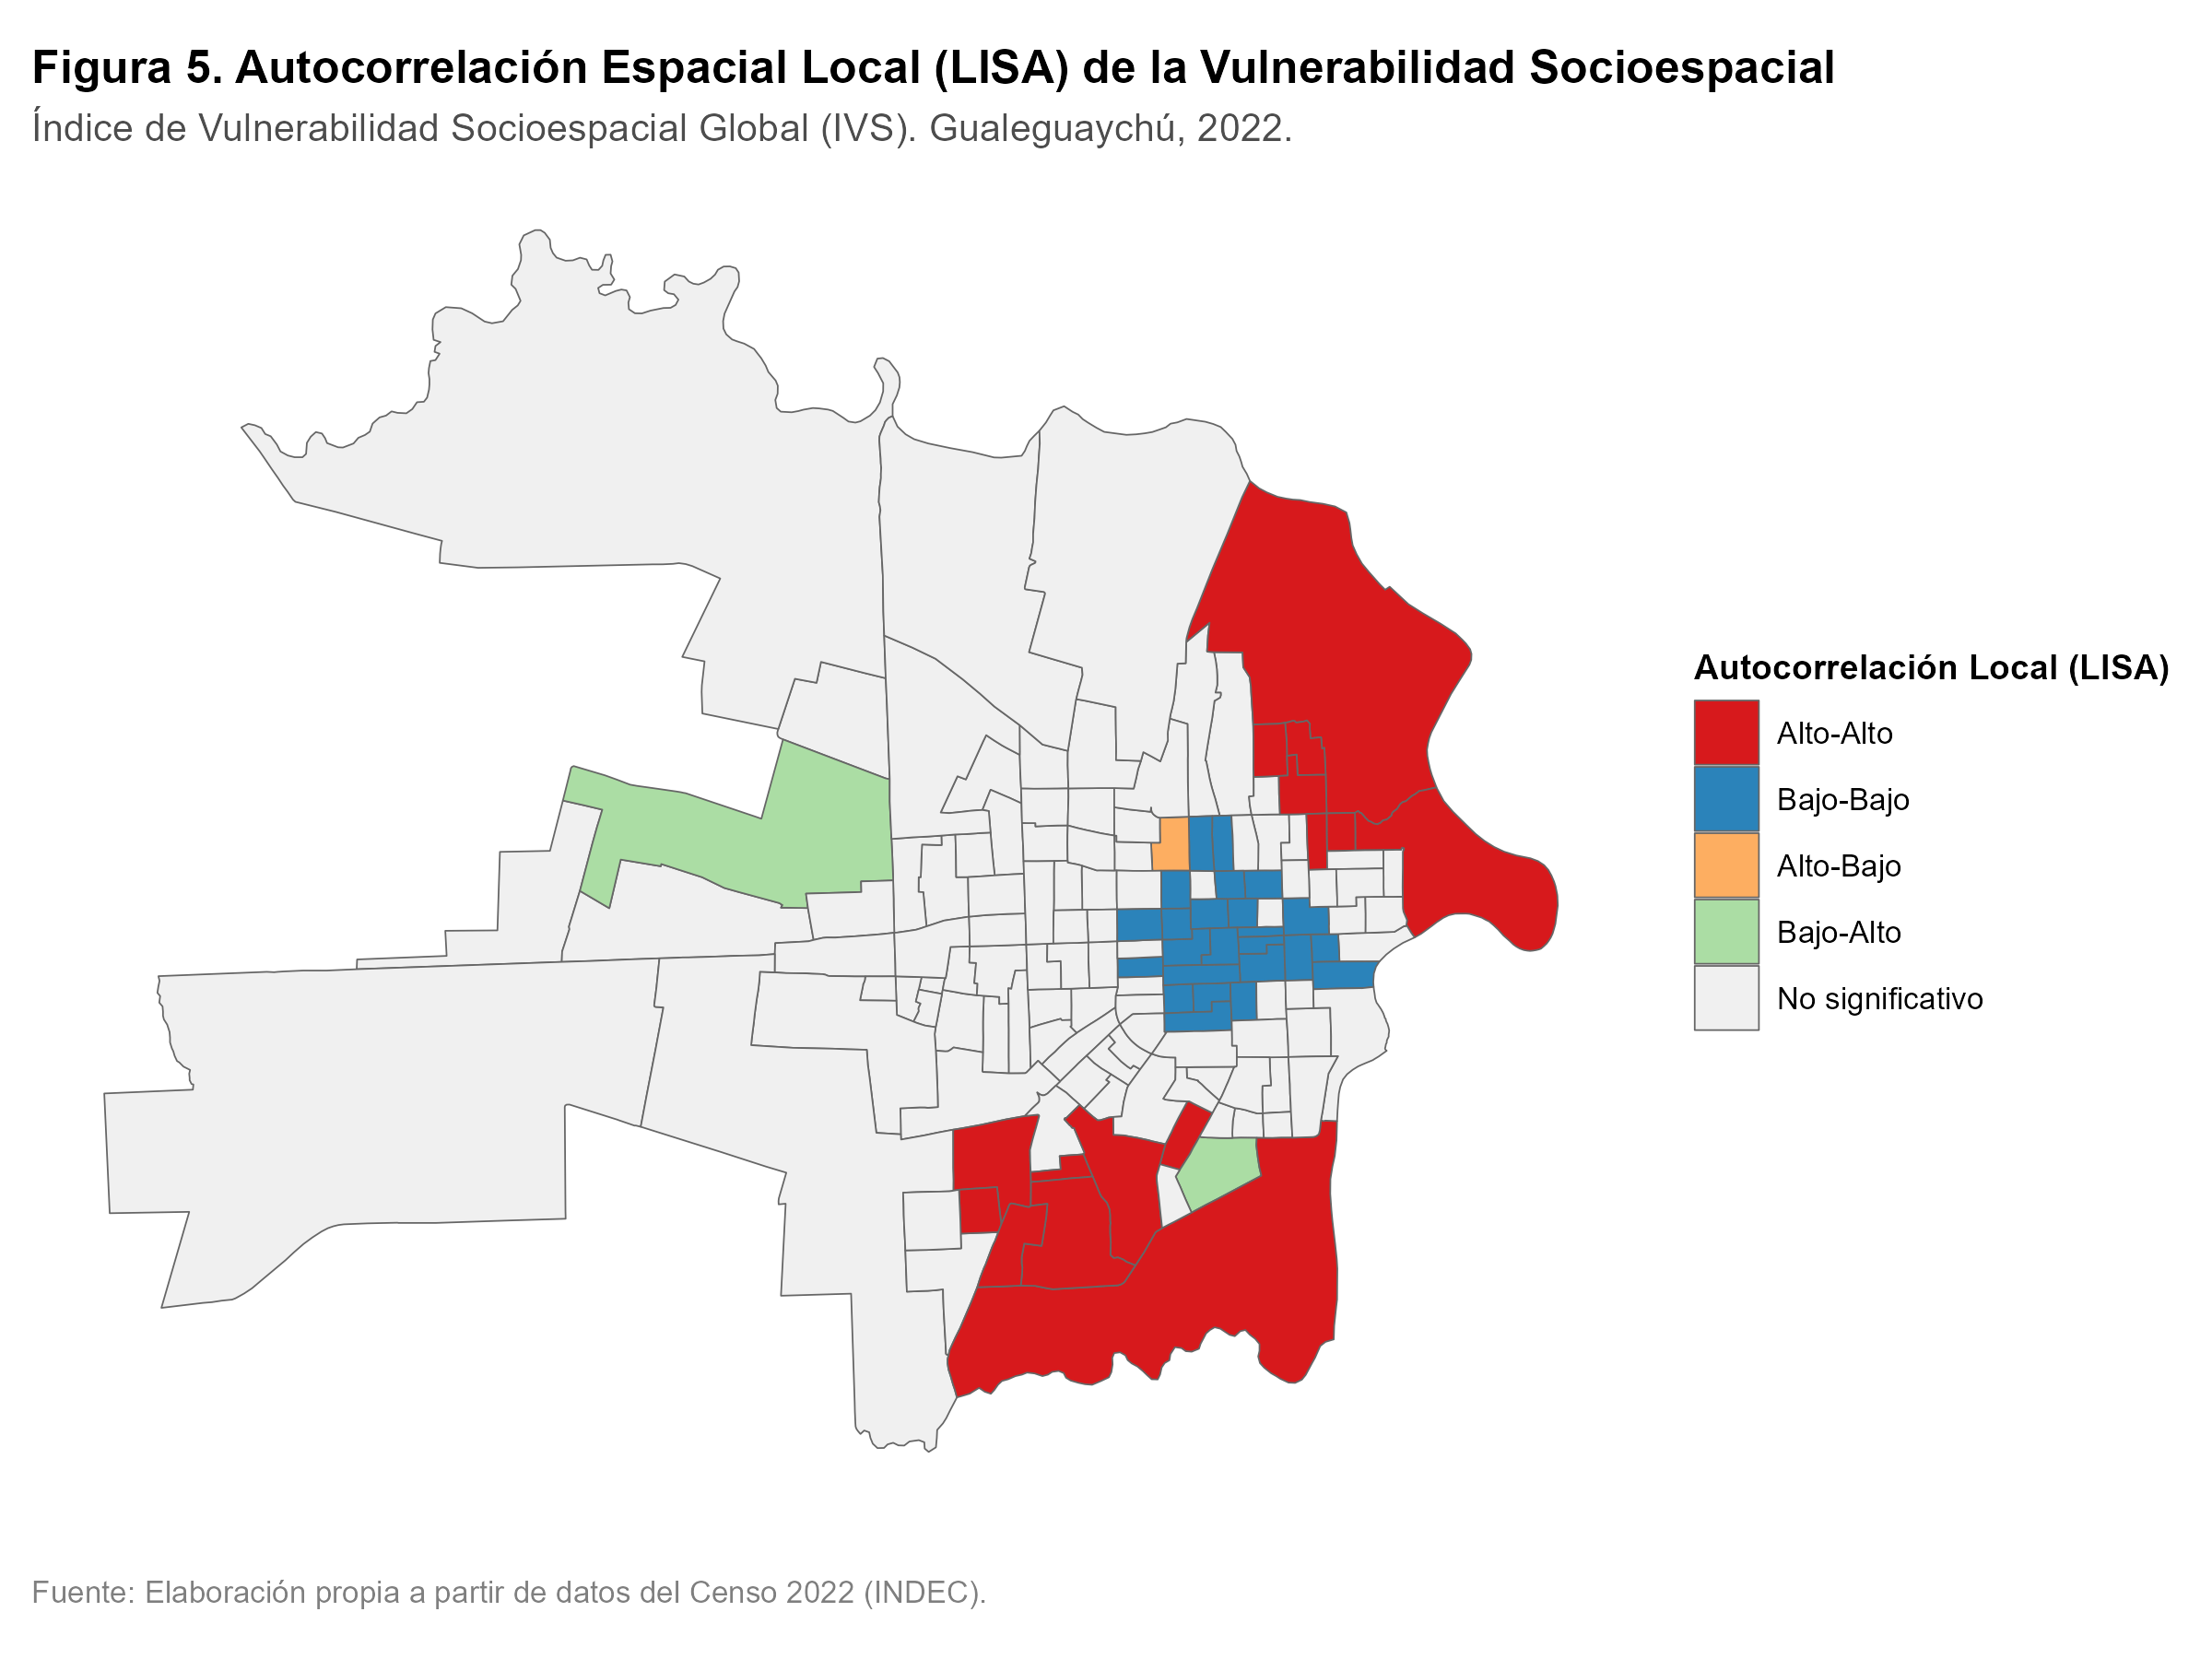 Figura 5. Autocorrelación Espacial Local (LISA) de la Vulnerabilidad Socioespacial
Índice de Vulnerabilidad Socioespacial Global (IVS). Gualeguaychú, 2022.
Autocorrelación Local (LISA)
Alto-Alto
Bajo-Bajo
Alto-Bajo
Bajo-Alto
No significativo
Fuente: Elaboración propia a partir de datos del Censo 2022 (INDEC).